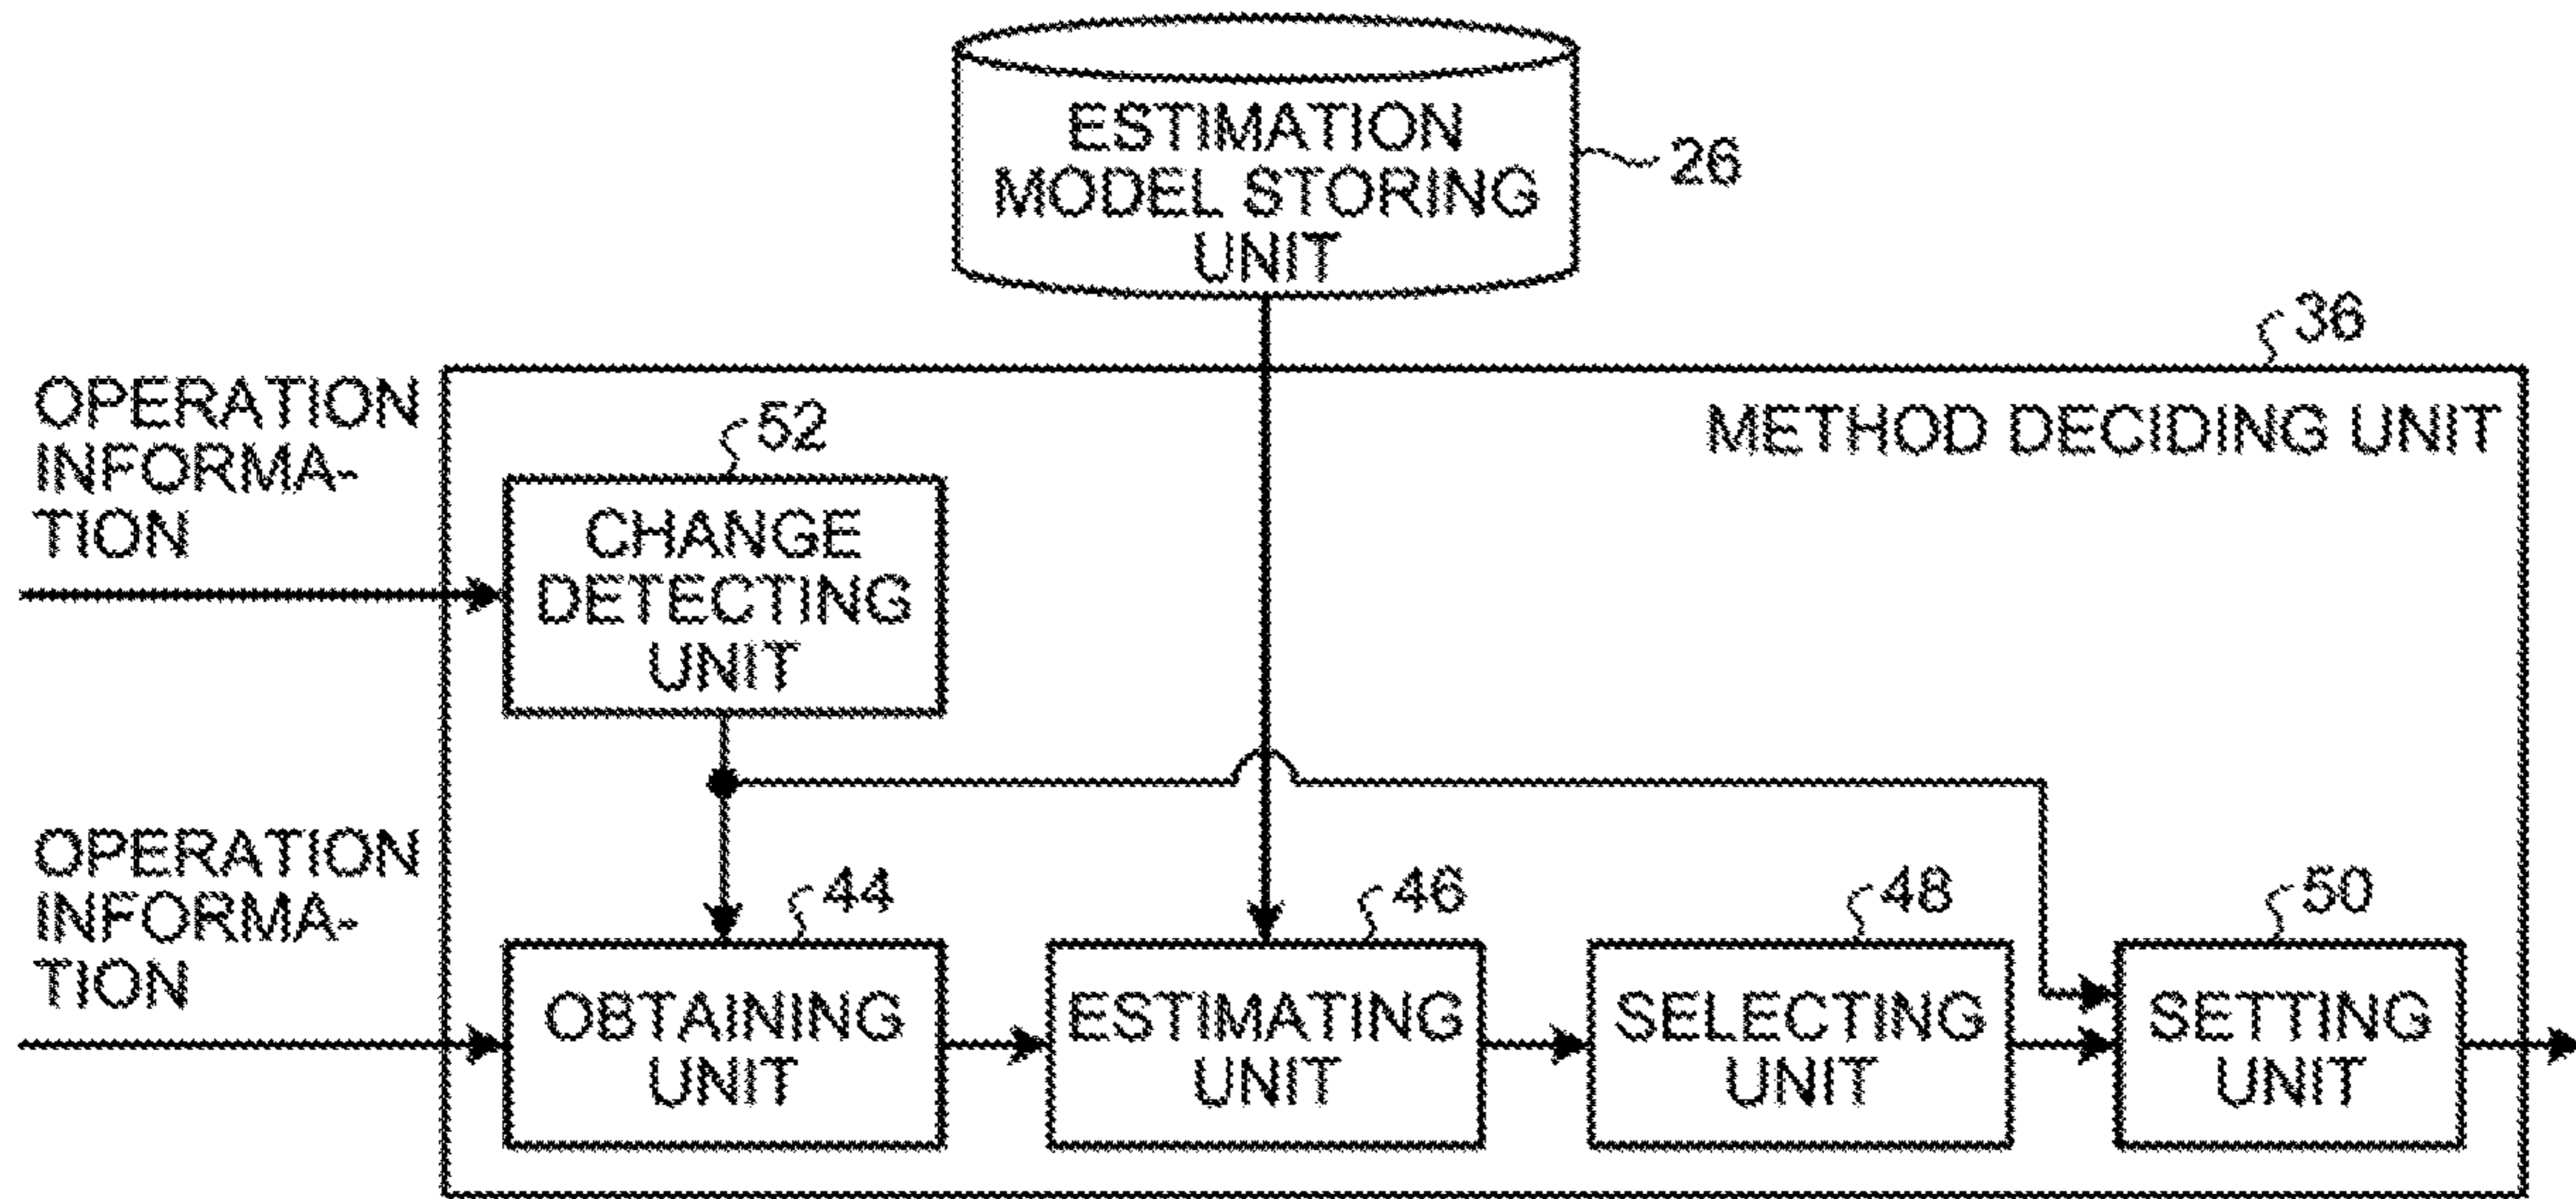 ESTIMATION
MODEL STORING
UNIT
26
36
METHOD DECIDING UNIT
OPERATION
INFORMA-
TION
52
CHANGE
DETECTING
UNIT
OPERATION
INFORMA-
TION
44
OBTAINING
UNIT
46
ESTIMATING
UNIT
48
SELECTING
UNIT
50
SETTING
UNIT